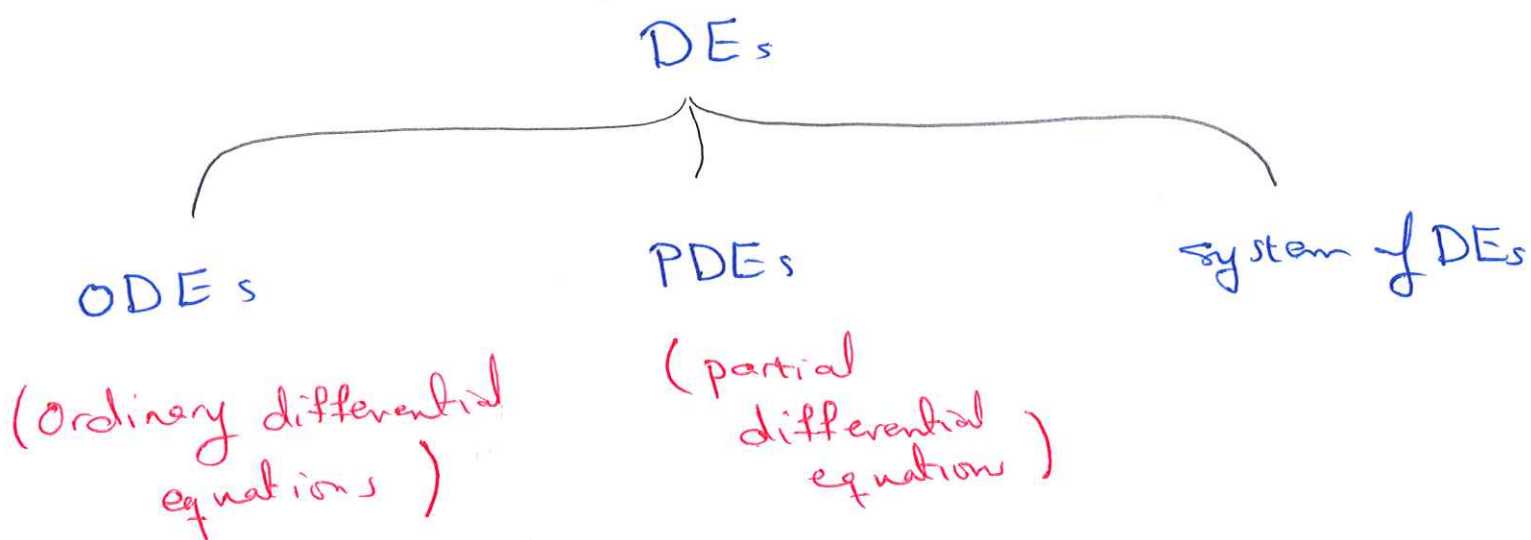 DEs
ODEs
PDEs
system of DEs
(Ordinary differential
equations)
(partial
differential
equations)